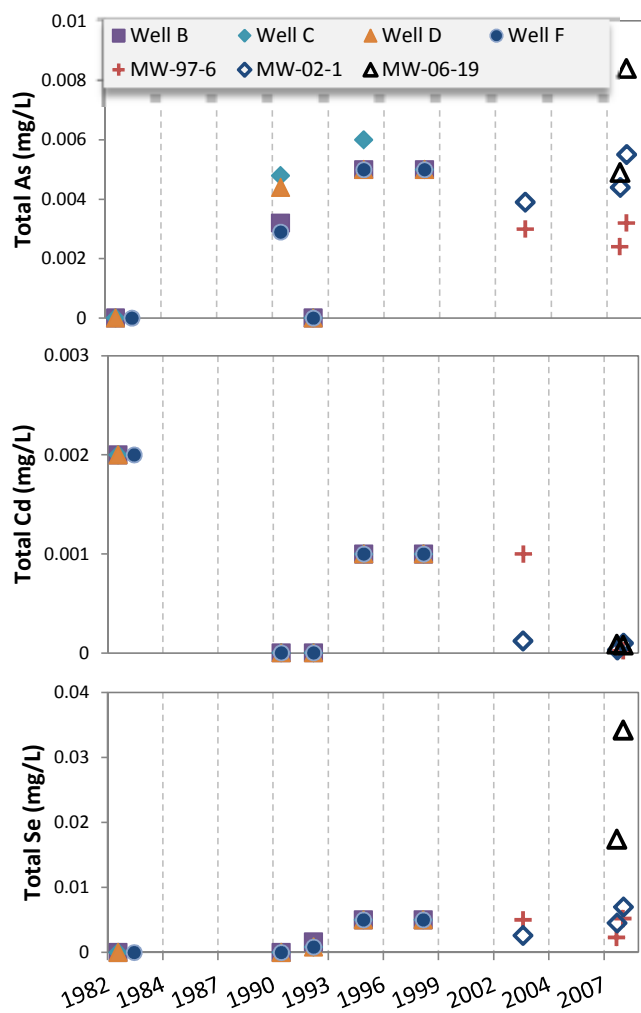 0.01
Well B Well C Well D Well F
MW-97-6 MW-02-1 MW-06-19
0.008
0.006
0.004
0.002
0
Total As (mg/L)
0.003
0.002
0.001
0
Total Cd (mg/L)
0.04
0.03
0.02
0.01
0
Total Se (mg/L)
1982 1984 1987 1990 1993 1996 1999 2002 2004 2007